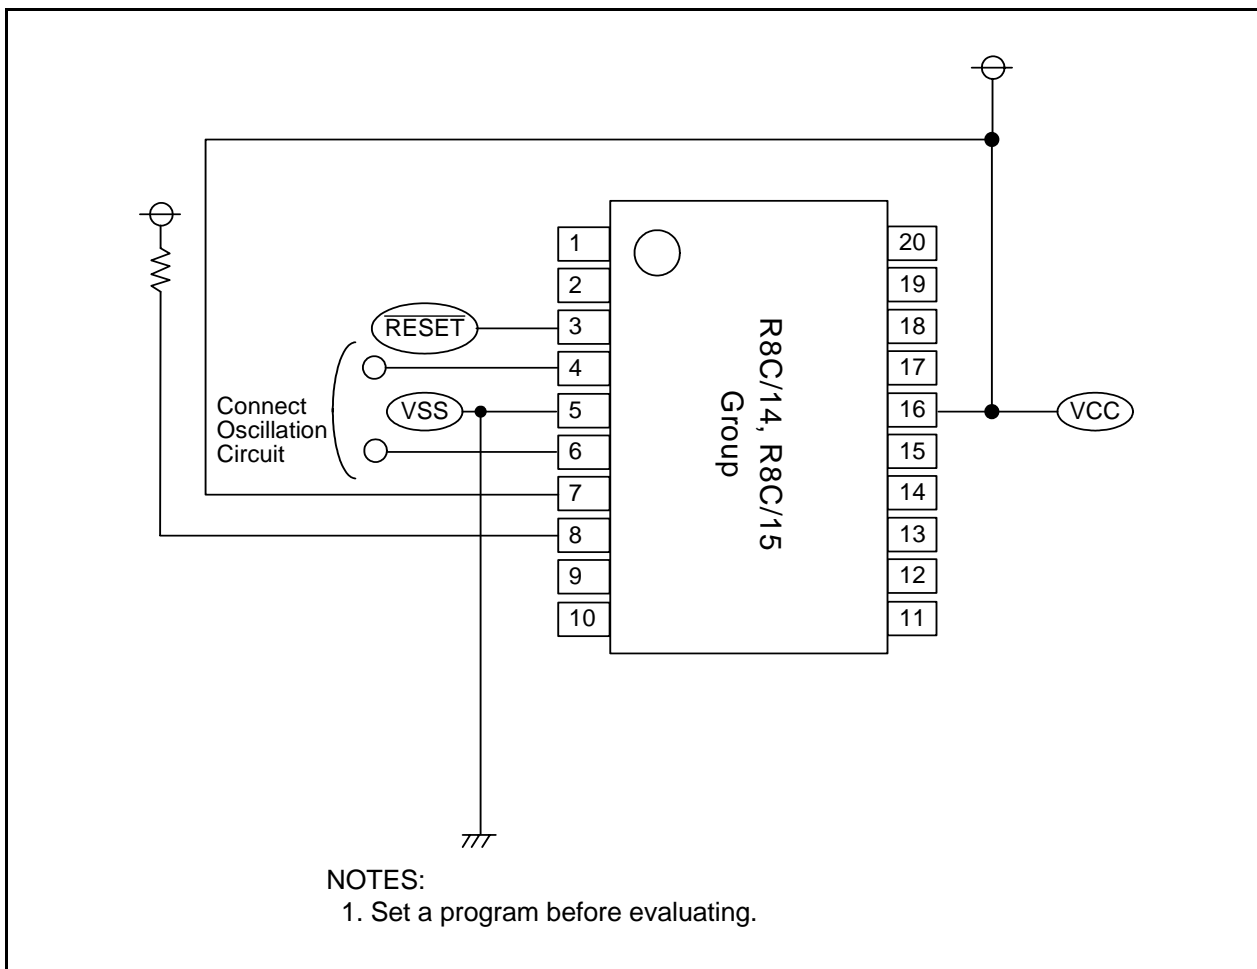 1
2
3
4
5
6
7
8
9
10
20
19
18
17
16
15
14
13
12
11
RESET
VSS
VCC
Connect
Oscillation
Circuit
R8C/14, R8C/15
Group
NOTES:
1. Set a program before evaluating.